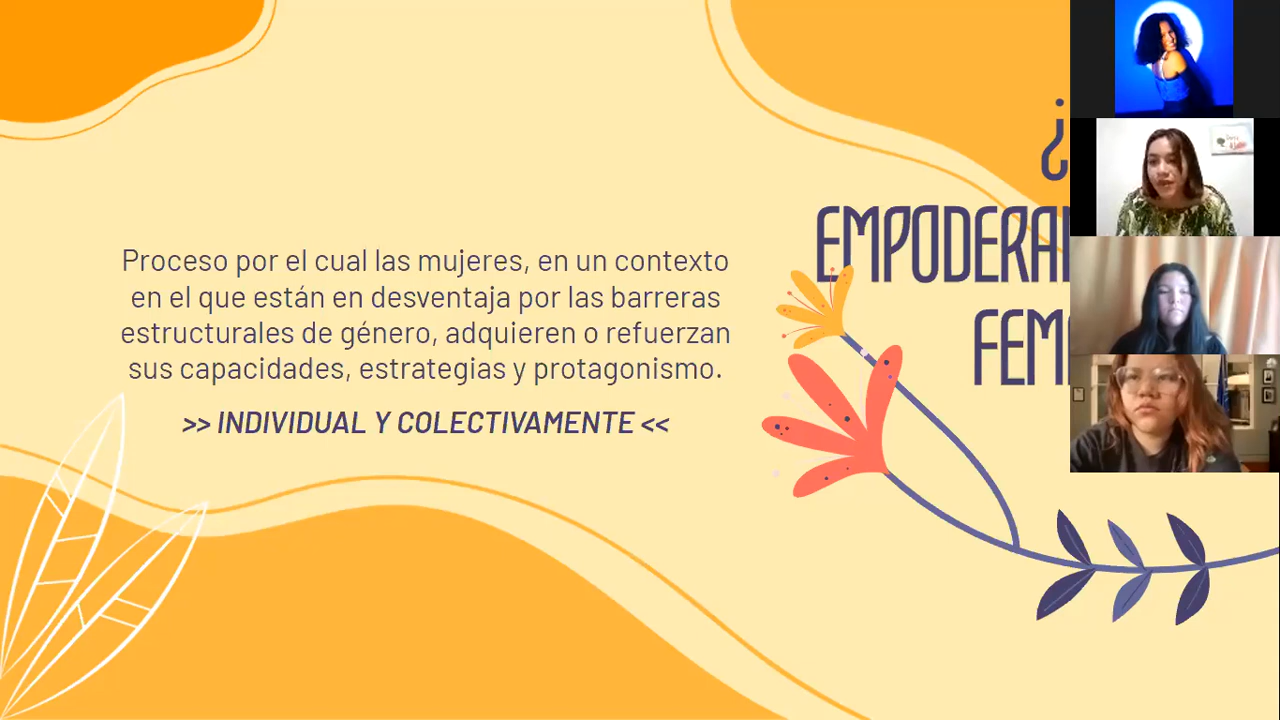 Proceso por el cual las mujeres, en un contexto
en el que están en desventaja por las barreras
estructurales de género, adquieren o refuerzan
sus capacidades, estrategias y protagonismo.
>> INDIVIDUAL Y COLECTIVAMENTE <<
¿